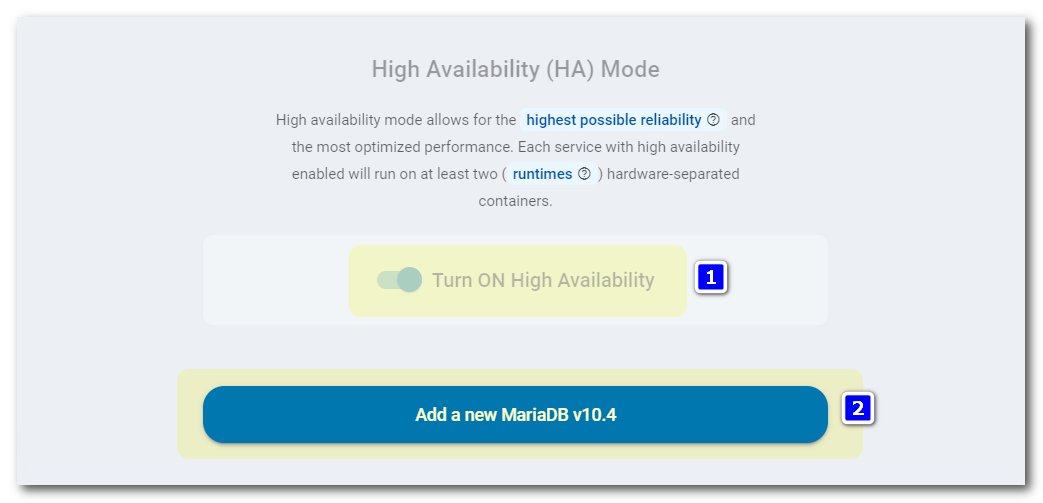 High Availability (HA) Mode
High availability mode allows for the highest possible reliability and
the most optimized performance. Each service with high availability
enabled will run on at least two ( runtimes ) hardware-separated
containers.
Turn ON High Availability
1
Add a new MariaDB v10.4
2